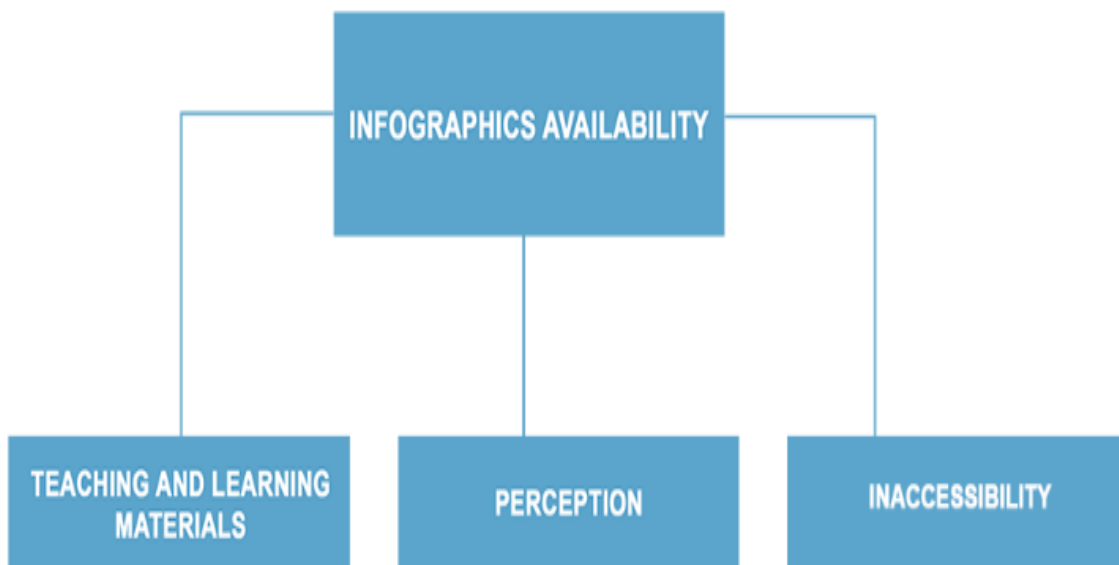 INFOGRAPHICS AVAILABILITY
TEACHING AND LEARNING
MATERIALS
PERCEPTION
INACCESSIBILITY